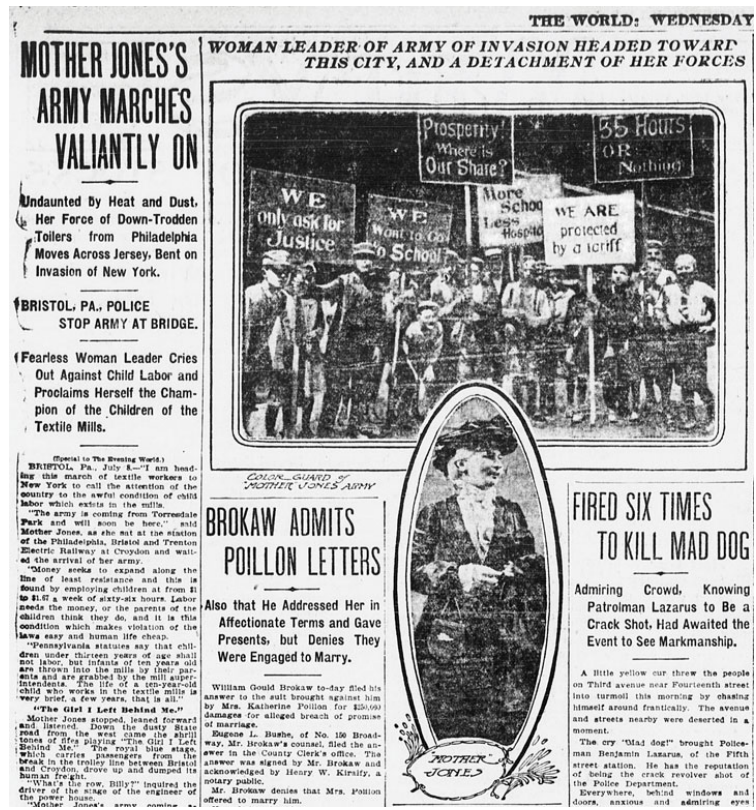 THE WORLD: WEDNESDAY
MOTHER JONES'S
ARMY MARCHES
VALIANTLY ON
Undaunted By Heat and Dust,
Her Force of Down-Trodden
Toilers from Philadelphia
Moves Across Jersey, Bent on
Invasion of New York.
BRISTOL, PA., POLICE
STOP ARMY AT BRIDGE.
Fearless Woman Leader Cries
Out Against Child Labor and
Proclaims Herself the Cham-
pion of the Children of the
Textile Mills.
(Special to The Evening World.)
BRISTOL, Pa., July 8.—"I am head-
ing this march of textile workers to
New York to call the attention of the
country to the awful condition of child
labor which exists in the mills.
"The army is coming from Torresdale
Park and will soon be here," said
Mother Jones, as she sat at the station
of the Philadelphia, Bristol and Trenton
Electric Railway at Croydon and wait-
ed the arrival of her army.
"Money seeks to expand along the
line of least resistance and this is
found by employing children at from $1
to $1.67 a week of sixty-six hours. Labor
needs the money, or the parents of the
children think they do, and it is this
condition which makes violation of the
laws easy and human life cheap.
"Pennsylvania statutes say that chil-
dren under thirteen years of age shall
not labor, but infants of ten years old
are thrown into the mills by their par-
ents and are grabbed by the mill super-
intendents. The life of a ten-year-old
child who works in the textile mills is
very brief, a few years, that is all."
"The Girl I Left Behind Me."
Mother Jones stopped, leaned forward
and listened. Down the dusty State
road from the west came the shrill
tones of fifes playing "The Girl I Left
Behind Me." The royal blue stage,
which carries passengers from the
break in the trolley line between Bristol
and Croydon, drove up and dumped its
human freight.
"What's the row, Billy?" inquired the
driver of the stage of the engineer of
the power house.
"Mother Jones's army coming
WOMAN LEADER OF ARMY OF INVASION HEADED TOWARD
THIS CITY, AND A DETACHMENT OF HER FORCES
WE
only ask for
Justice
WE
Want to Go
to School
Prosperity!
Where is
Our Share?
More
School
Less
Hospital
WE ARE
protected
by a tariff
55 HOURS
OR
Nothing
COLOR GUARD of
"MOTHER" JONES' ARMY
MOTHER
JONES
BROKAW ADMITS
POILLON LETTERS
Also that He Addressed Her in
Affectionate Terms and Gave
Presents, but Denies They
Were Engaged to Marry.
William Gould Brokaw to-day filed his
answer to the suit brought against him
by Mrs. Katherine Poillon for $250,000
damages for alleged breach of promise
of marriage.
Eugene L. Bushe, of No. 150 Broad-
way, Mr. Brokaw's counsel, filed the an-
swer in the County Clerk's office. The
answer was signed by Mr. Brokaw and
acknowledged by Henry W. Kiralfy, a
notary public.
Mr. Brokaw denies that Mrs. Poillon
offered to marry him.
FIRED SIX TIMES
TO KILL MAD DOG
Admiring Crowd, Knowing
Patrolman Lazarus to Be a
Crack Shot, Had Awaited the
Event to See Markmanship.
A little yellow cur threw the people
on Third avenue near Fourteenth street
into turmoil this morning by chasing
himself around frantically. The avenue
and streets nearby were deserted in a
moment.
The cry "Mad dog!" brought Police-
man Benjamin Lazarus, of the Fifth
street station. He has the reputation
of being the crack revolver shot of
the Police Department.
Everywhere, behind windows and
doors, anxious and admiring citi-